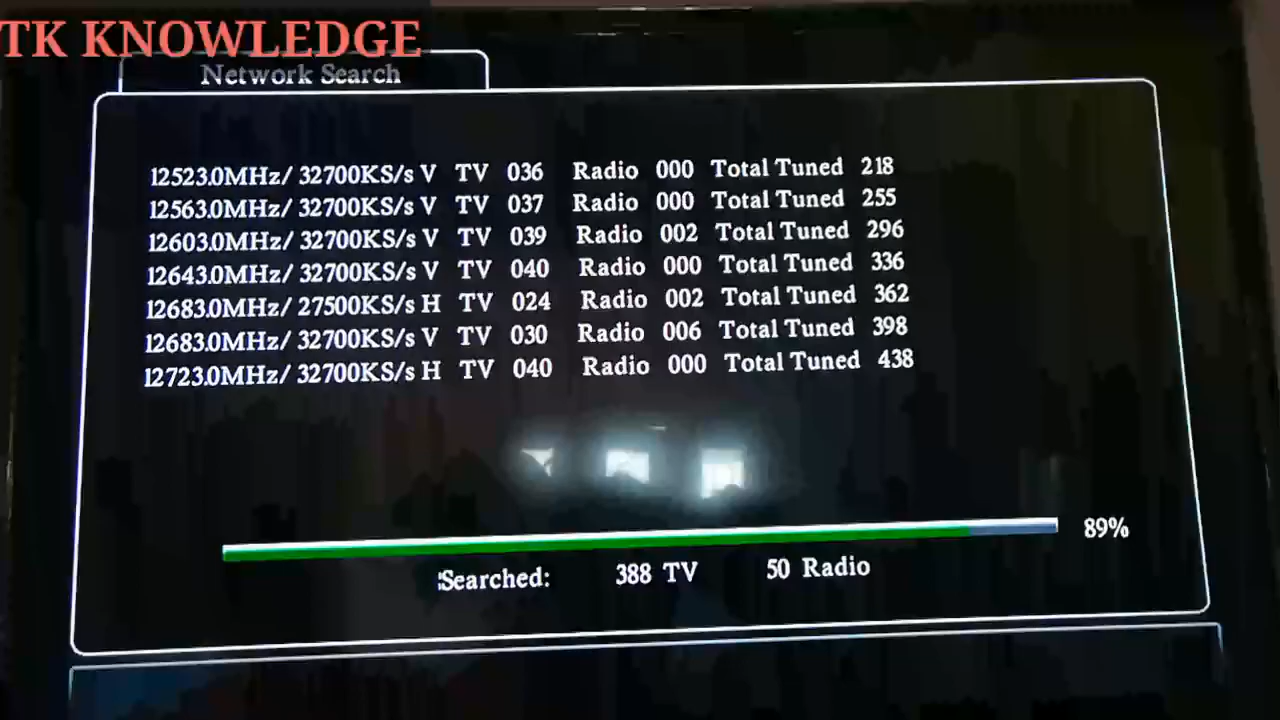 TK KNOWLEDGE
Network Search
12523.0MHz/ 32700KS/s V TV 036 Radio 000 Total Tuned 218
12563.0MHz/ 32700KS/s V TV 037 Radio 000 Total Tuned 255
12603.0MHz/ 32700KS/s V TV 039 Radio 002 Total Tuned 296
12643.0MHz/ 32700KS/s V TV 040 Radio 000 Total Tuned 336
12683.0MHz/ 27500KS/s H TV 024 Radio 002 Total Tuned 362
12683.0MHz/ 32700KS/s V TV 030 Radio 006 Total Tuned 398
12723.0MHz/ 32700KS/s H TV 040 Radio 000 Total Tuned 438
89%
:Searched: 388 TV 50 Radio